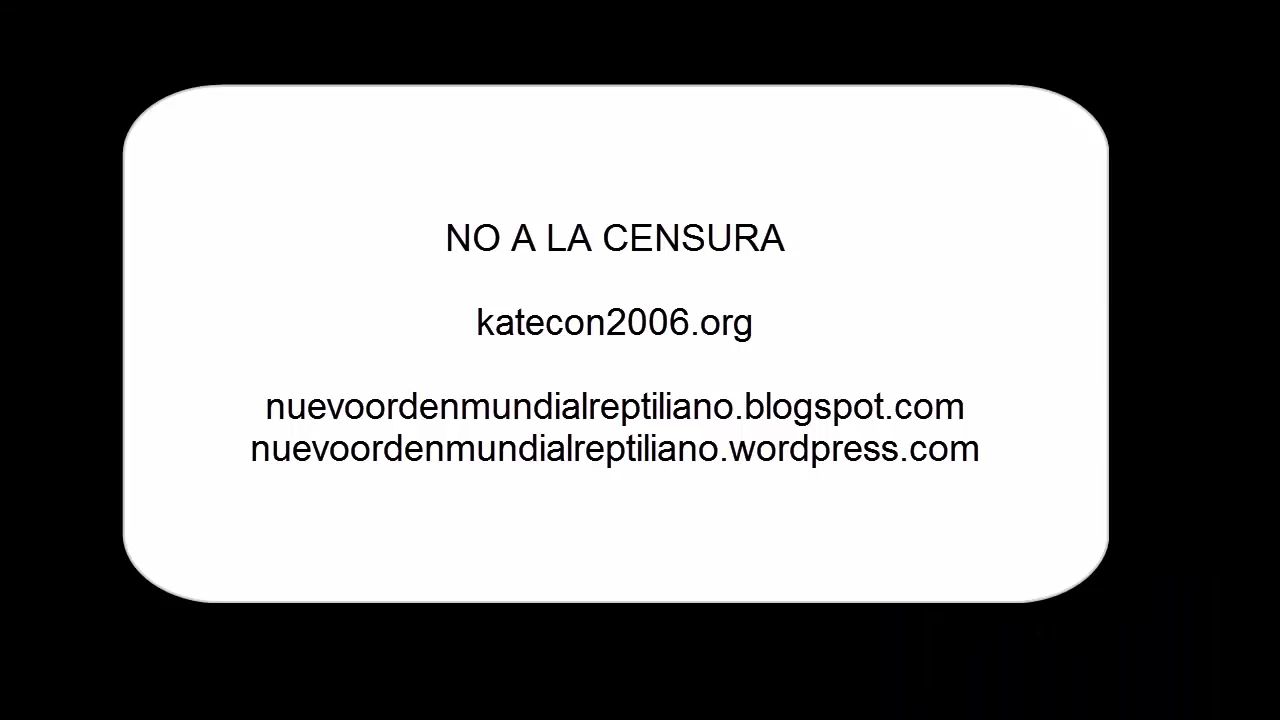 NO A LA CENSURA
katecon2006.org
nuevoordenmundialreptiliano.blogspot.com
nuevoordenmundialreptiliano.wordpress.com